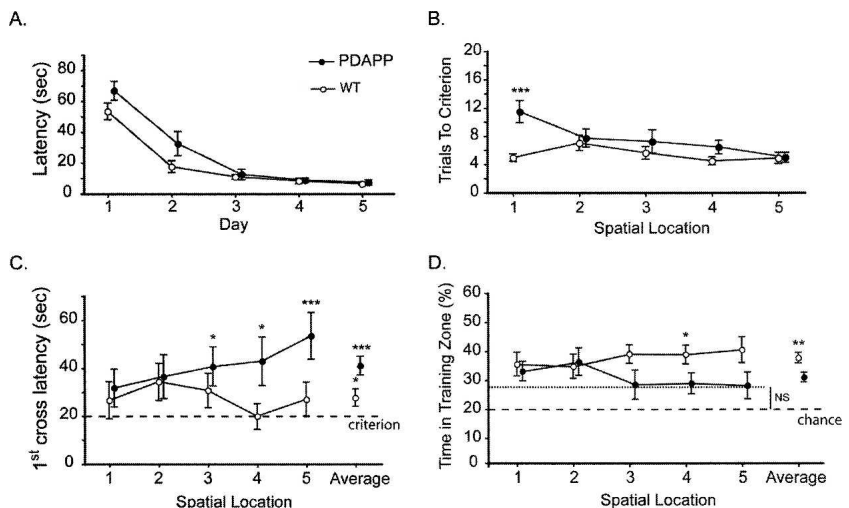 A.
Latency (sec)
80
60
40
20
0
1 2 3 4 5
Day
PDAPP
WT
B.
Trials To Criterion
20
16
12
8
4
0
***
1 2 3 4 5
Spatial Location
C.
1st cross latency (sec)
80
60
40
20
0
* * *** ***
*
criterion
1 2 3 4 5 Average
Spatial Location
D.
Time in Training Zone (%)
60
50
40
30
20
10
0
* **
NS
chance
1 2 3 4 5 Average
Spatial Location